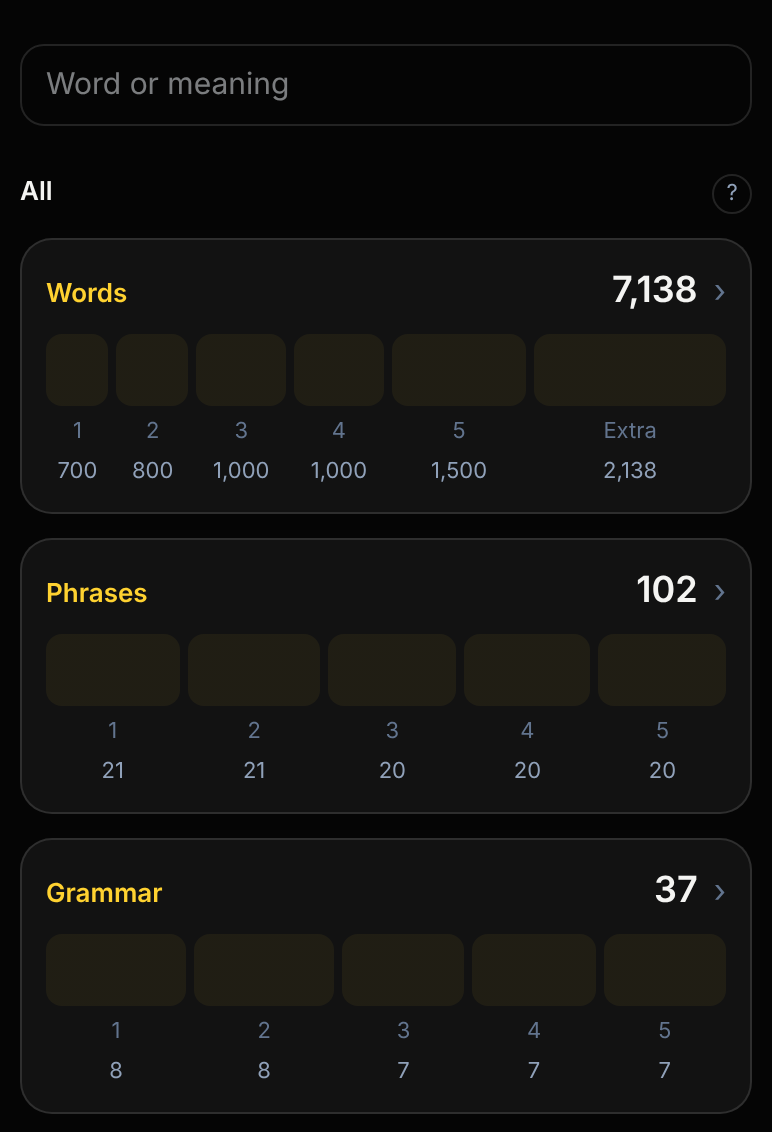 Word or meaning
All ?
Words 7,138 ›
1 2 3 4 5 Extra
700 800 1,000 1,000 1,500 2,138
Phrases 102 ›
1 2 3 4 5
21 21 20 20 20
Grammar 37 ›
1 2 3 4 5
8 8 7 7 7